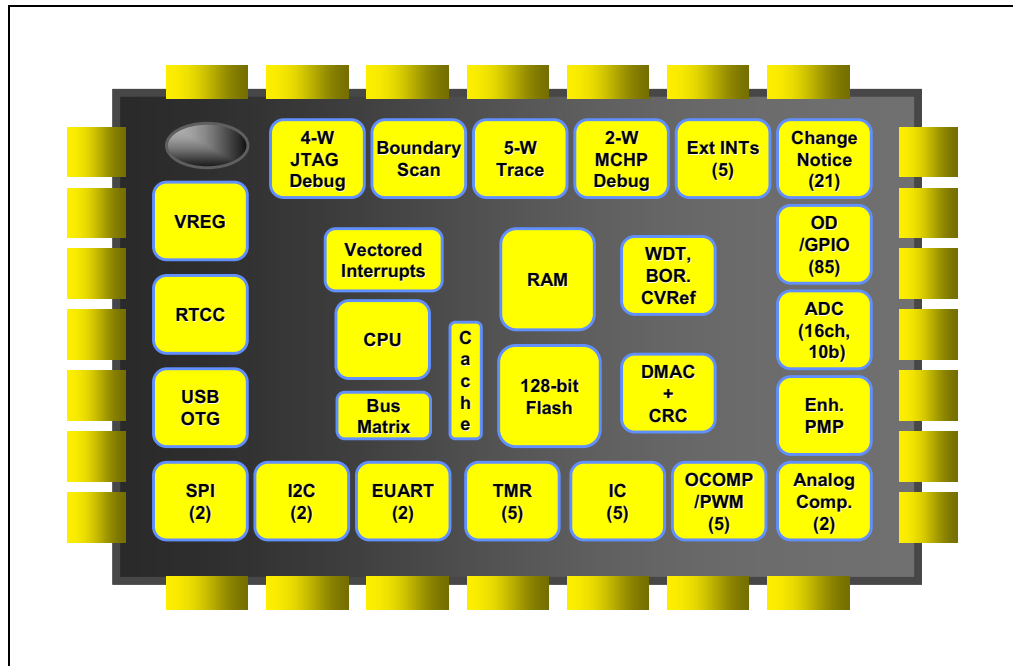 4-W
JTAG
Debug
Boundary
Scan
5-W
Trace
2-W
MCHP
Debug
Ext INTs
(5)
Change
Notice
(21)
VREG
Vectored
Interrupts
RAM
WDT,
BOR.
CVRef
OD
/GPIO
(85)
RTCC
CPU
C
a
c
h
e
ADC
(16ch,
10b)
USB
OTG
Bus
Matrix
128-bit
Flash
DMAC
+
CRC
Enh.
PMP
SPI
(2)
I2C
(2)
EUART
(2)
TMR
(5)
IC
(5)
OCOMP
/PWM
(5)
Analog
Comp.
(2)